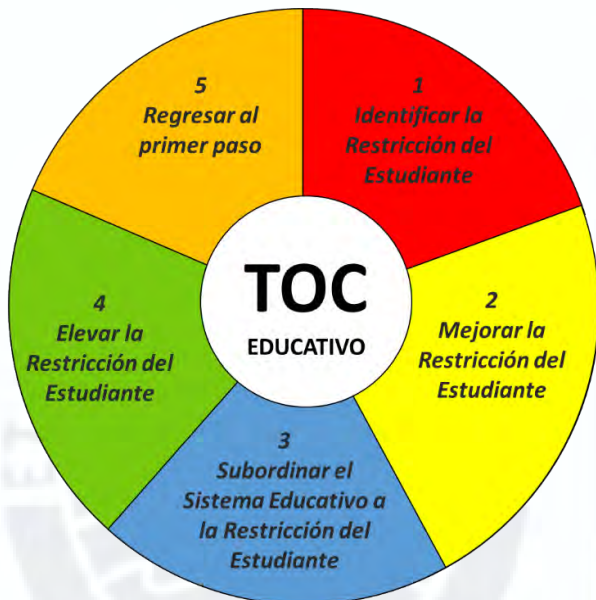 1
Identificar la
Restricción del
Estudiante
2
Mejorar la
Restricción del
Estudiante
3
Subordinar el
Sistema Educativo a
la Restricción del
Estudiante
4
Elevar la
Restricción del
Estudiante
5
Regresar al
primer paso
TOC
EDUCATIVO